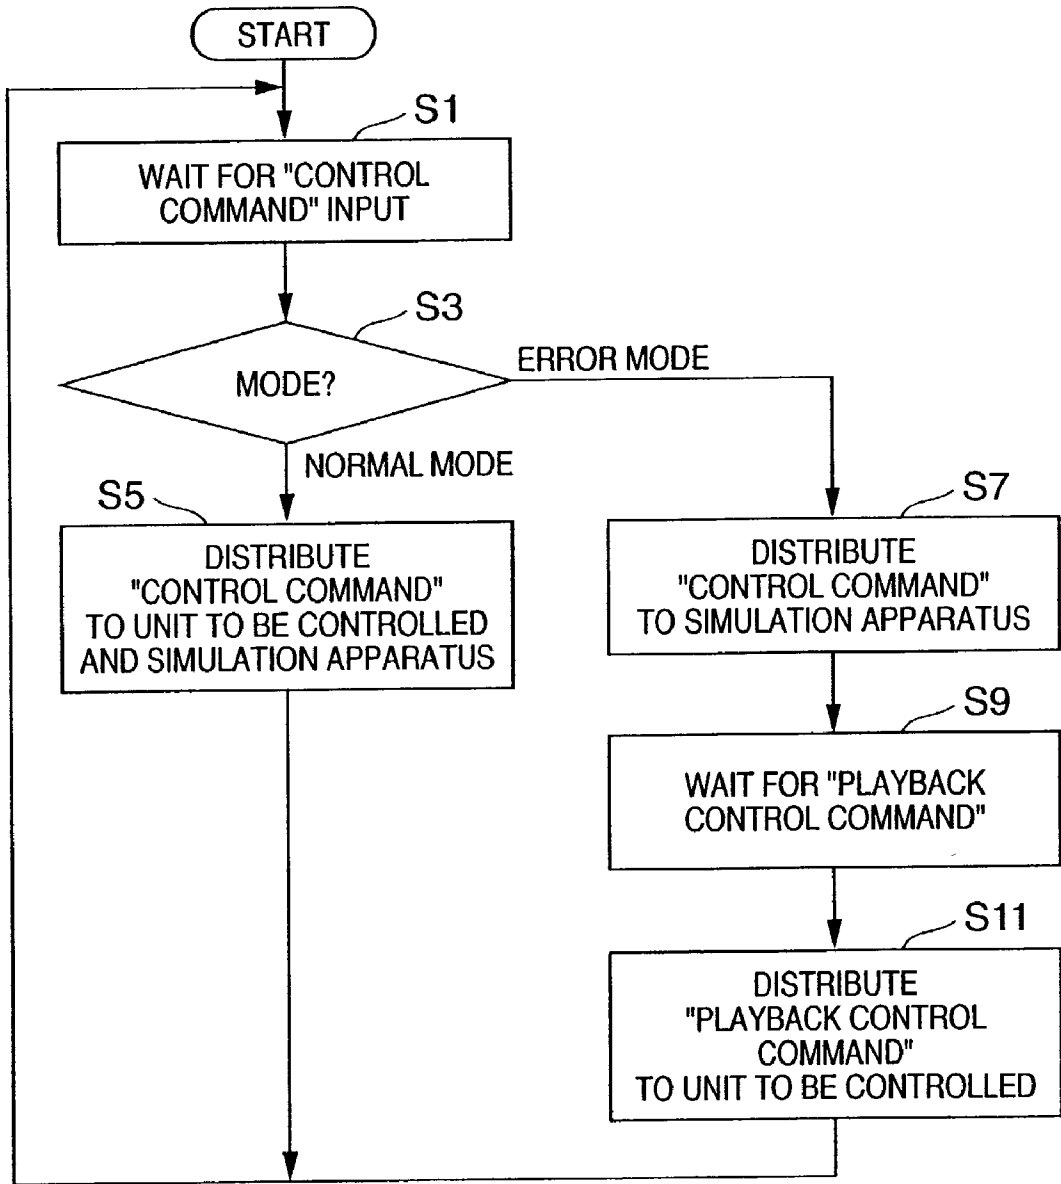 START
S1
WAIT FOR "CONTROL
COMMAND" INPUT
S3
MODE?
ERROR MODE
NORMAL MODE
S5
DISTRIBUTE
"CONTROL COMMAND"
TO UNIT TO BE CONTROLLED
AND SIMULATION APPARATUS
S7
DISTRIBUTE
"CONTROL COMMAND"
TO SIMULATION APPARATUS
S9
WAIT FOR "PLAYBACK
CONTROL COMMAND"
S11
DISTRIBUTE
"PLAYBACK CONTROL
COMMAND"
TO UNIT TO BE CONTROLLED